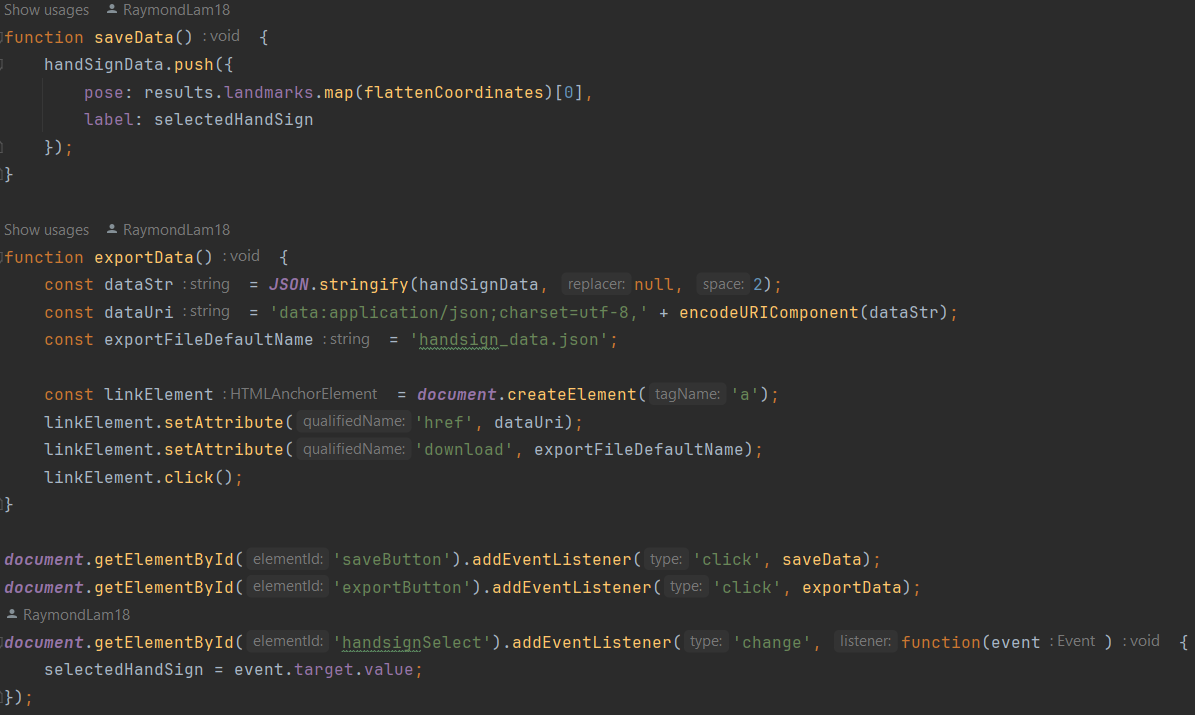 Show usages RaymondLam18
function saveData() : void {
    handSignData.push({
        pose: results.landmarks.map(flattenCoordinates)[0],
        label: selectedHandSign
    });
}
Show usages RaymondLam18
function exportData() : void {
    const dataStr : string = JSON.stringify(handSignData, replacer: null, space: 2);
    const dataUri : string = 'data:application/json;charset=utf-8,' + encodeURIComponent(dataStr);
    const exportFileDefaultName : string = 'handsign_data.json';
    const linkElement : HTMLAnchorElement = document.createElement( tagName: 'a');
    linkElement.setAttribute( qualifiedName: 'href', dataUri);
    linkElement.setAttribute( qualifiedName: 'download', exportFileDefaultName);
    linkElement.click();
}
document.getElementById( elementId: 'saveButton').addEventListener( type: 'click', saveData);
document.getElementById( elementId: 'exportButton').addEventListener( type: 'click', exportData);
RaymondLam18
document.getElementById( elementId: 'handsignSelect').addEventListener( type: 'change', listener: function(event : Event ) : void {
    selectedHandSign = event.target.value;
});